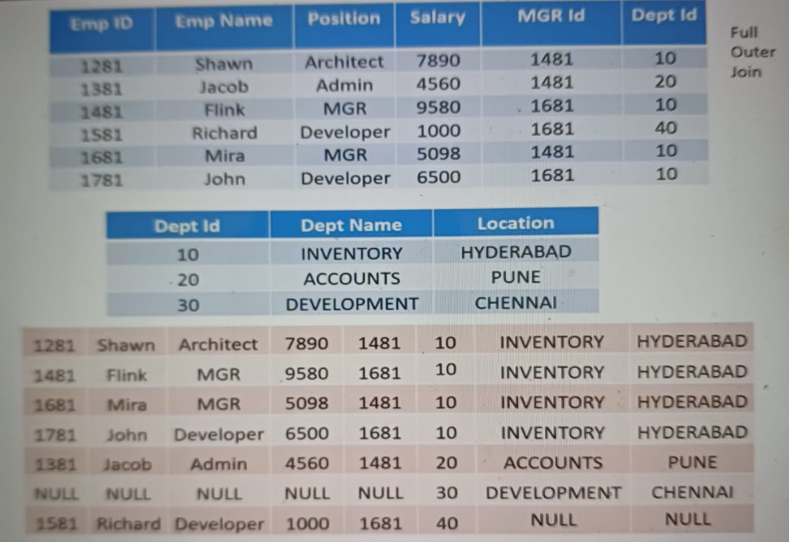 Emp ID Emp Name Position Salary MGR Id Dept Id
Full
Outer
Join
1281 Shawn Architect 7890 1481 10
1381 Jacob Admin 4560 1481 20
1481 Flink MGR 9580 1681 10
1581 Richard Developer 1000 1681 40
1681 Mira MGR 5098 1481 10
1781 John Developer 6500 1681 10
Dept Id Dept Name Location
10 INVENTORY HYDERABAD
20 ACCOUNTS PUNE
30 DEVELOPMENT CHENNAI
1281 Shawn Architect 7890 1481 10 INVENTORY HYDERABAD
1481 Flink MGR 9580 1681 10 INVENTORY HYDERABAD
1681 Mira MGR 5098 1481 10 INVENTORY HYDERABAD
1781 John Developer 6500 1681 10 INVENTORY HYDERABAD
1381 Jacob Admin 4560 1481 20 ACCOUNTS PUNE
NULL NULL NULL NULL NULL 30 DEVELOPMENT CHENNAI
1581 Richard Developer 1000 1681 40 NULL NULL